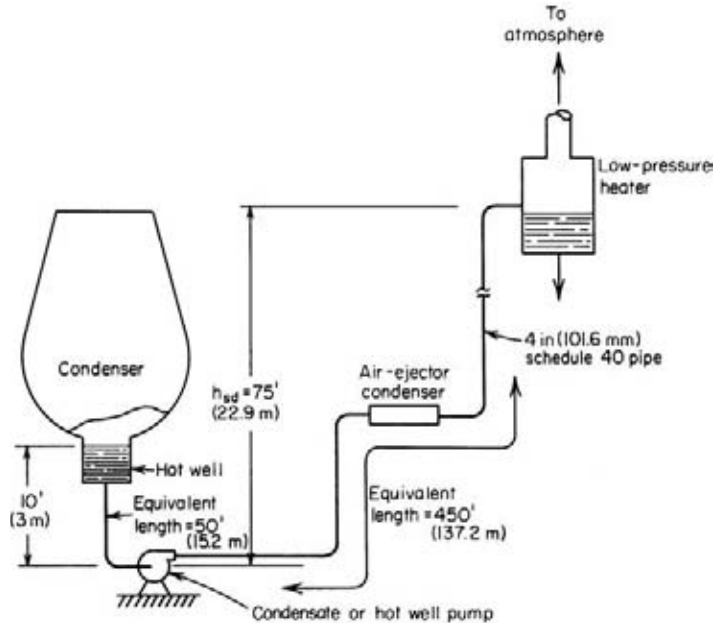 To
atmosphere
Low-pressure
heater
4 in (101.6 mm)
schedule 40 pipe
Condenser
hsd = 75'
(22.9 m)
Air-ejector
condenser
Hot well
10'
(3 m)
Equivalent
length = 50'
(15.2 m)
Equivalent
length = 450'
(137.2 m)
Condensate or hot well pump